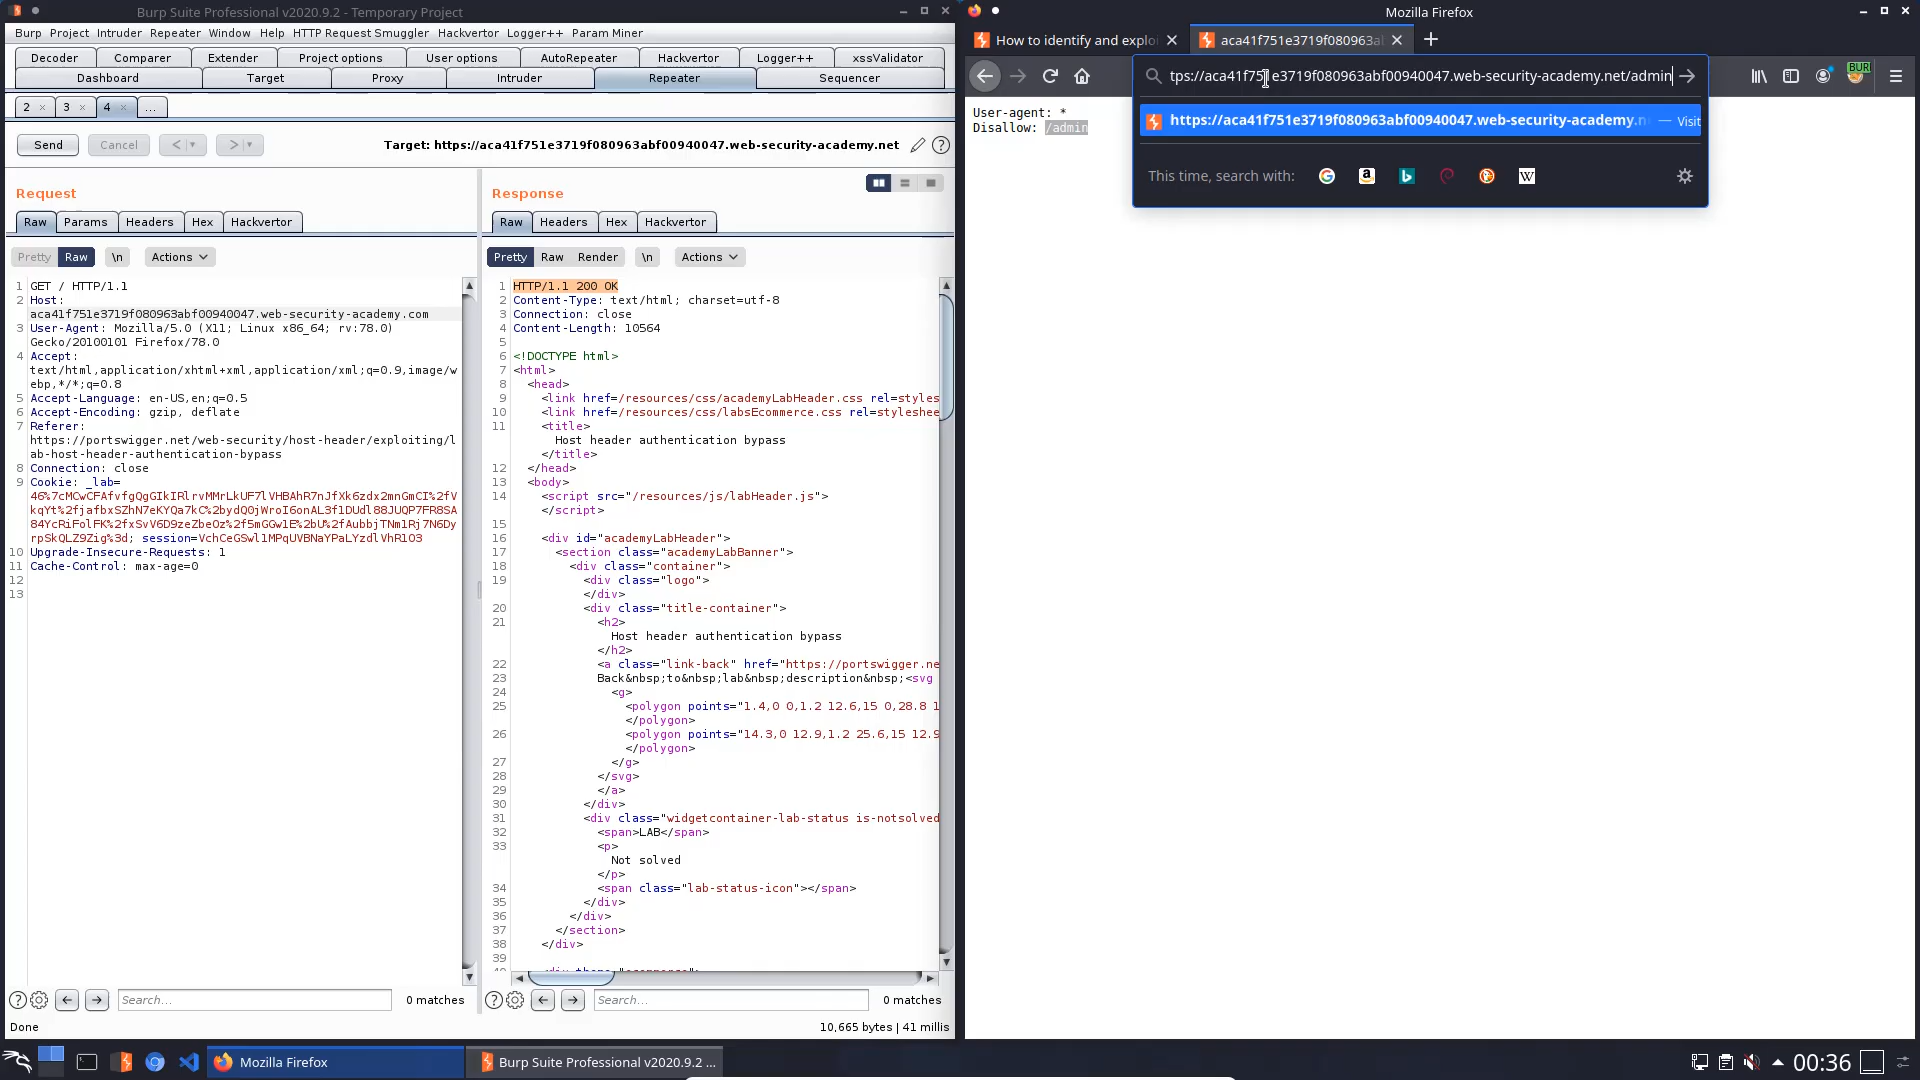 Burp Suite Professional v2020.9.2 - Temporary Project
Burp Project Intruder Repeater Window Help HTTP Request Smuggler Hackvertor Logger++ Param Miner
Decoder Comparer Extender Project options User options AutoRepeater Hackvertor Logger++ xssValidator
Dashboard Target Proxy Intruder Repeater Sequencer
2 × 3 × 4 × ...
Send Cancel < > Target: https://aca41f751e3719f080963abf00940047.web-security-academy.net
Request
Raw Params Headers Hex Hackvertor
Pretty Raw \n Actions
1 GET / HTTP/1.1
2 Host:
aca41f751e3719f080963abf00940047.web-security-academy.com
3 User-Agent: Mozilla/5.0 (X11; Linux x86_64; rv:78.0)
Gecko/20100101 Firefox/78.0
4 Accept:
text/html,application/xhtml+xml,application/xml;q=0.9,image/w
ebp,*/*;q=0.8
5 Accept-Language: en-US,en;q=0.5
6 Accept-Encoding: gzip, deflate
7 Referer:
https://portswigger.net/web-security/host-header/exploiting/l
ab-host-header-authentication-bypass
8 Connection: close
9 Cookie: _lab=
46%7cMCwCFAfvfgQgGIkIRlrvMMrLkUF7lVHBAhR7nJfXk6zdx2mnGmCI%2fV
kqYt%2fjafbxSZhN7eKYQa7kC%2bydQ0jWroI6onAL3f1DUdl88JUQP7FR8SA
84YcRiFolFK%2fxSvV6D9zeZbeOz%2f5mGGw1E%2bU%2fAubbjTNm1Rj7N6Dy
rpSkQLZ9Zig%3d; session=VchCeGSwl1MPqUVBNaYPaLYzdlVhR1O3
10 Upgrade-Insecure-Requests: 1
11 Cache-Control: max-age=0
12
13
Search... 0 matches
Done
Response
Raw Headers Hex Hackvertor
Pretty Raw Render \n Actions
1 HTTP/1.1 200 OK
2 Content-Type: text/html; charset=utf-8
3 Connection: close
4 Content-Length: 10564
5
6 <!DOCTYPE html>
7 <html>
8 <head>
9 <link href=/resources/css/academyLabHeader.css rel=styles
10 <link href=/resources/css/labsEcommerce.css rel=styleshee
11 <title>
Host header authentication bypass
</title>
12 </head>
13 <body>
14 <script src="/resources/js/labHeader.js">
</script>
15
16 <div id="academyLabHeader">
17 <section class="academyLabBanner">
18 <div class="container">
19 <div class="logo">
</div>
20 <div class="title-container">
21 <h2>
Host header authentication bypass
</h2>
22 <a class="link-back" href="https://portswigger.ne
23 Back&nbsp;to&nbsp;lab&nbsp;description&nbsp;<svg
24 <g>
25 <polygon points="1.4,0 0,1.2 12.6,15 0,28.8 1
</polygon>
26 <polygon points="14.3,0 12.9,1.2 25.6,15 12.9
</polygon>
27 </g>
28 </svg>
29 </a>
30 </div>
31 <div class="widgetcontainer-lab-status is-notsolved
32 <span>LAB</span>
33 <p>
Not solved
</p>
34 <span class="lab-status-icon"></span>
35 </div>
36 </div>
37 </section>
38 </div>
39
Search... 0 matches
10,665 bytes | 41 millis
Mozilla Firefox
How to identify and explo × aca41f751e3719f080963a × +
tps://aca41f751e3719f080963abf00940047.web-security-academy.net/admin
https://aca41f751e3719f080963abf00940047.web-security-academy.n — Visit
This time, search with: G a b W
BUR
User-agent: *
Disallow: /admin
Mozilla Firefox Burp Suite Professional v2020.9.2 ... 00:36